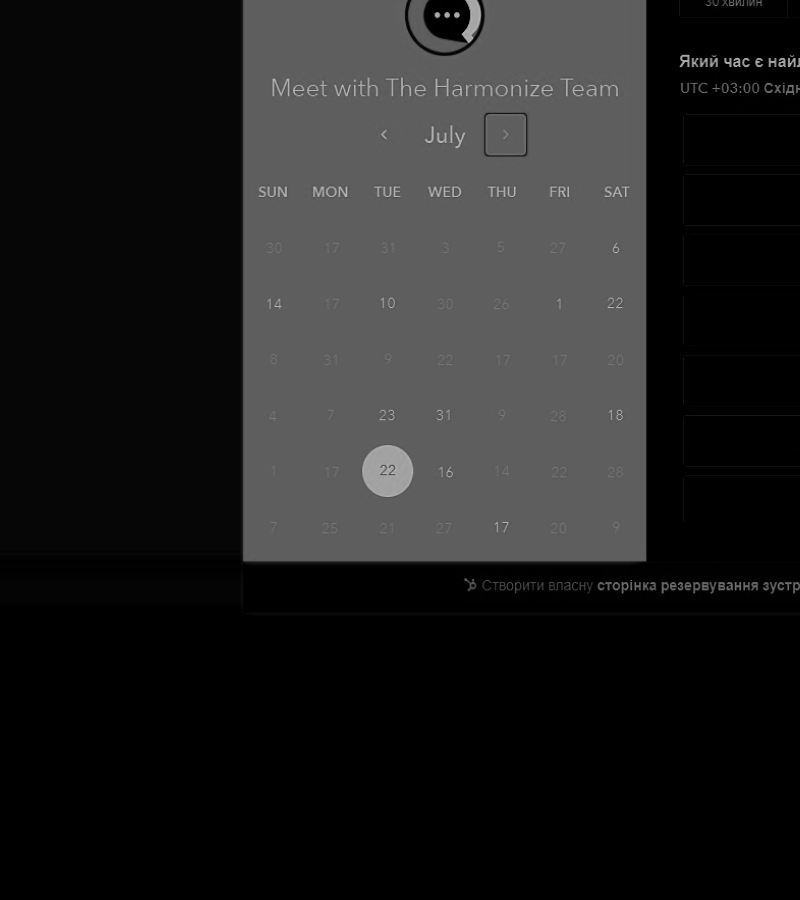 30 хвилин
Meet with The Harmonize Team
July
SUN MON TUE WED THU FRI SAT
30 17 31 3 5 27 6
14 17 10 30 26 1 22
8 31 9 22 17 17 20
4 7 23 31 9 28 18
1 17 22 16 14 22 28
7 25 21 27 17 20 9
Який час є най
UTC +03:00 Східн
Створити власну сторінка резервування зустр